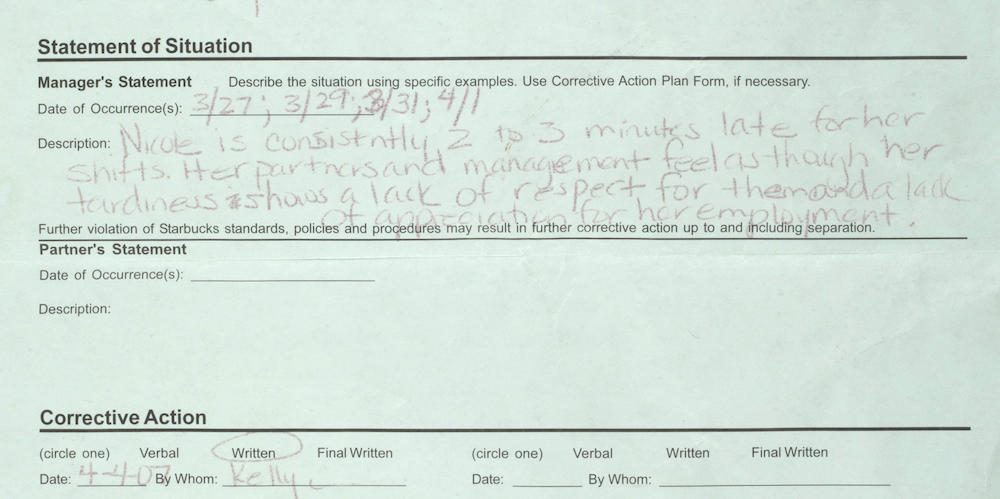 Statement of Situation
Manager's Statement Describe the situation using specific examples. Use Corrective Action Plan Form, if necessary.
Date of Occurrence(s): 3/27; 3/29; 3/31; 4/1
Description: Nicole is consistntly 2 to 3 minutes late for her
shifts. Her partners and management feel as though her
tardiness shows a lack of respect for them and a lack
of appreciation for her employment.
Further violation of Starbucks standards, policies and procedures may result in further corrective action up to and including separation.
Partner's Statement
Date of Occurrence(s):
Description:
Corrective Action
(circle one) Verbal Written Final Written (circle one) Verbal Written Final Written
Date: 4-4-07 By Whom: Kelly Date: By Whom: